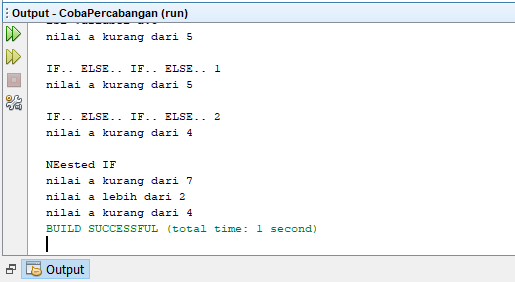 Output - CobaPercabangan (run)
nilai a kurang dari 5
IF.. ELSE.. IF.. ELSE.. 1
nilai a kurang dari 5
IF.. ELSE.. IF.. ELSE.. 2
nilai a kurang dari 4
NEested IF
nilai a kurang dari 7
nilai a lebih dari 2
nilai a kurang dari 4
BUILD SUCCESSFUL (total time: 1 second)
Output